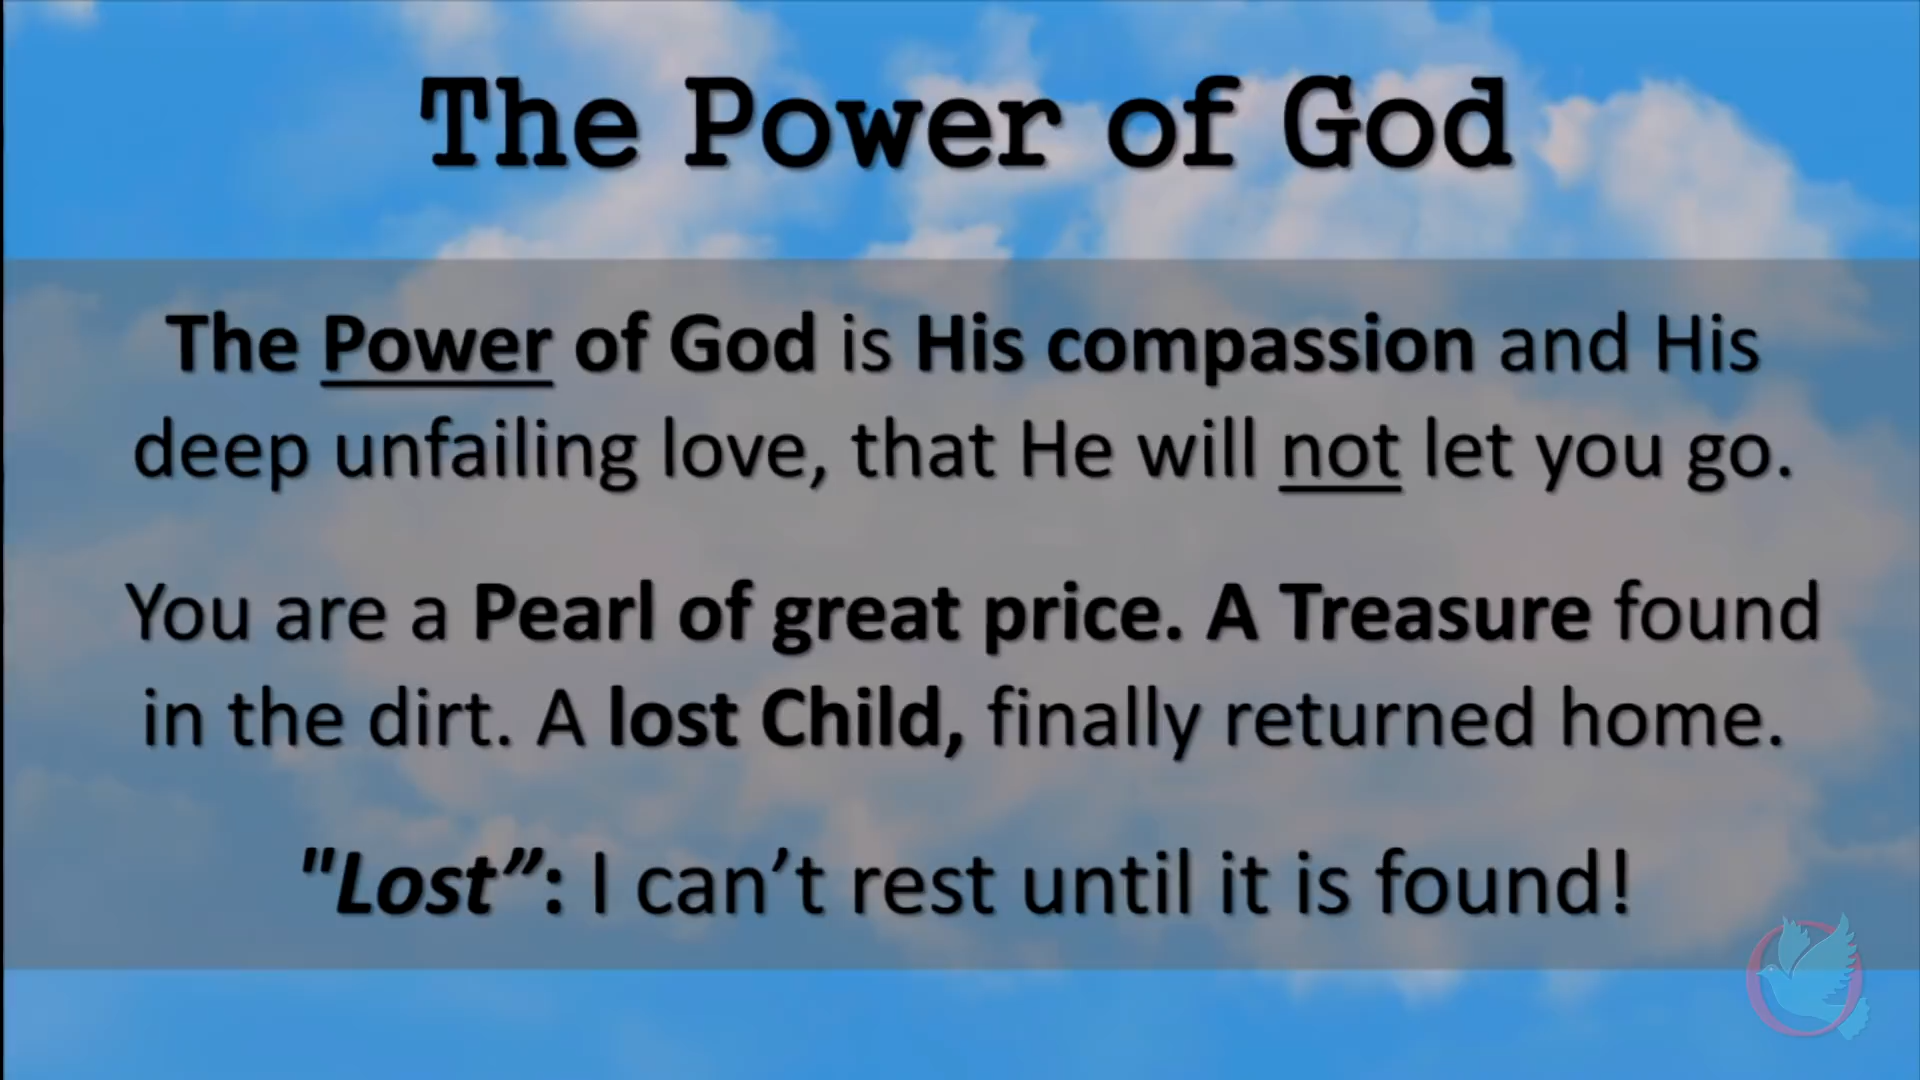 The Power of God
The Power of God is His compassion and His
deep unfailing love, that He will not let you go.
You are a Pearl of great price. A Treasure found
in the dirt. A lost Child, finally returned home.
"Lost”: I can’t rest until it is found!